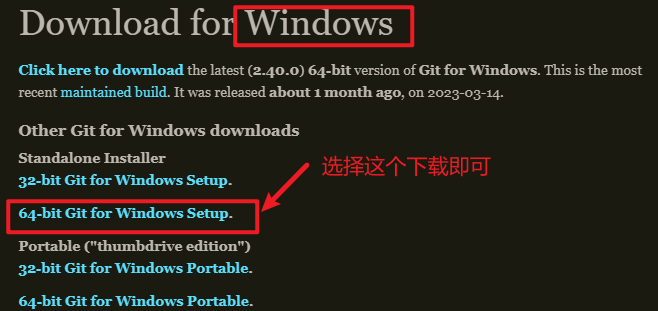 Download for Windows
Click here to download the latest (2.40.0) 64-bit version of Git for Windows. This is the most
recent maintained build. It was released about 1 month ago, on 2023-03-14.
Other Git for Windows downloads
Standalone Installer
32-bit Git for Windows Setup.
选择这个下载即可
64-bit Git for Windows Setup.
Portable ("thumbdrive edition")
32-bit Git for Windows Portable.
64-bit Git for Windows Portable.